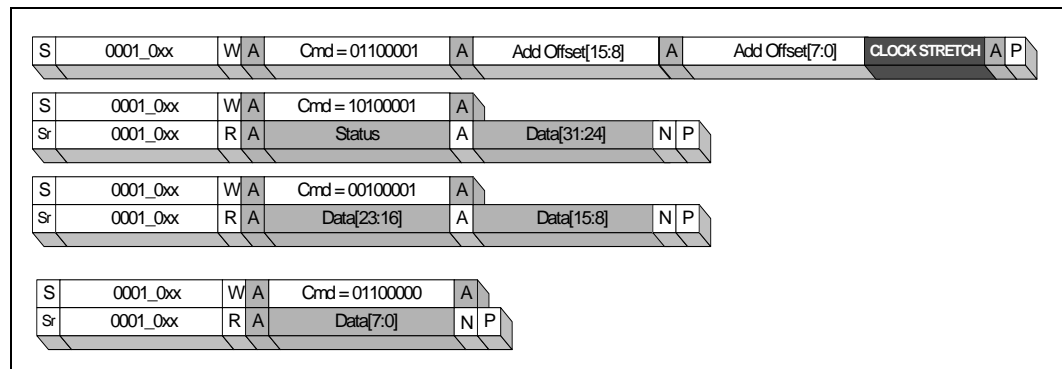 S 0001_0xx W A Cmd = 01100001 A Add Offset[15:8] A Add Offset[7:0] CLOCK STRETCH A P
S 0001_0xx W A Cmd = 10100001 A
Sr 0001_0xx R A Status A Data[31:24] N P
S 0001_0xx W A Cmd = 00100001 A
Sr 0001_0xx R A Data[23:16] A Data[15:8] N P
S 0001_0xx W A Cmd = 01100000 A
Sr 0001_0xx R A Data[7:0] N P